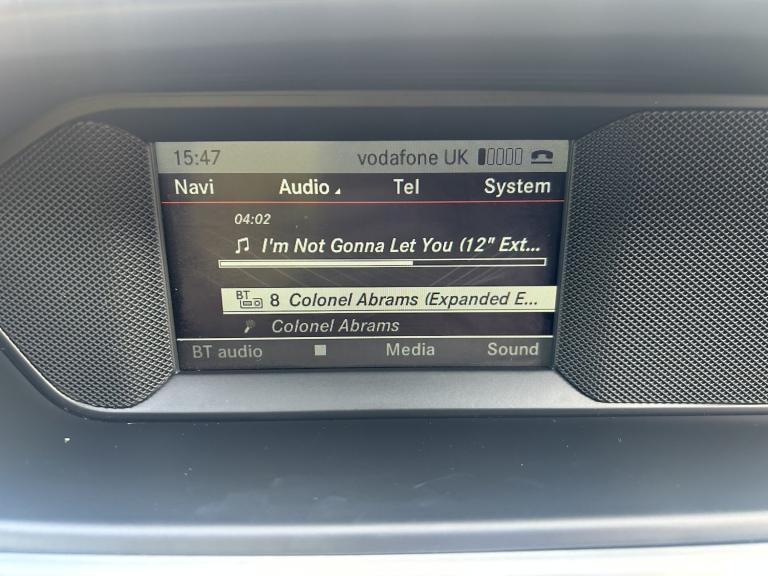 15:47 vodafone UK
Navi Audio Tel System
04:02
I'm Not Gonna Let You (12" Ext...
BT 8 Colonel Abrams (Expanded E...
Colonel Abrams
BT audio Media Sound